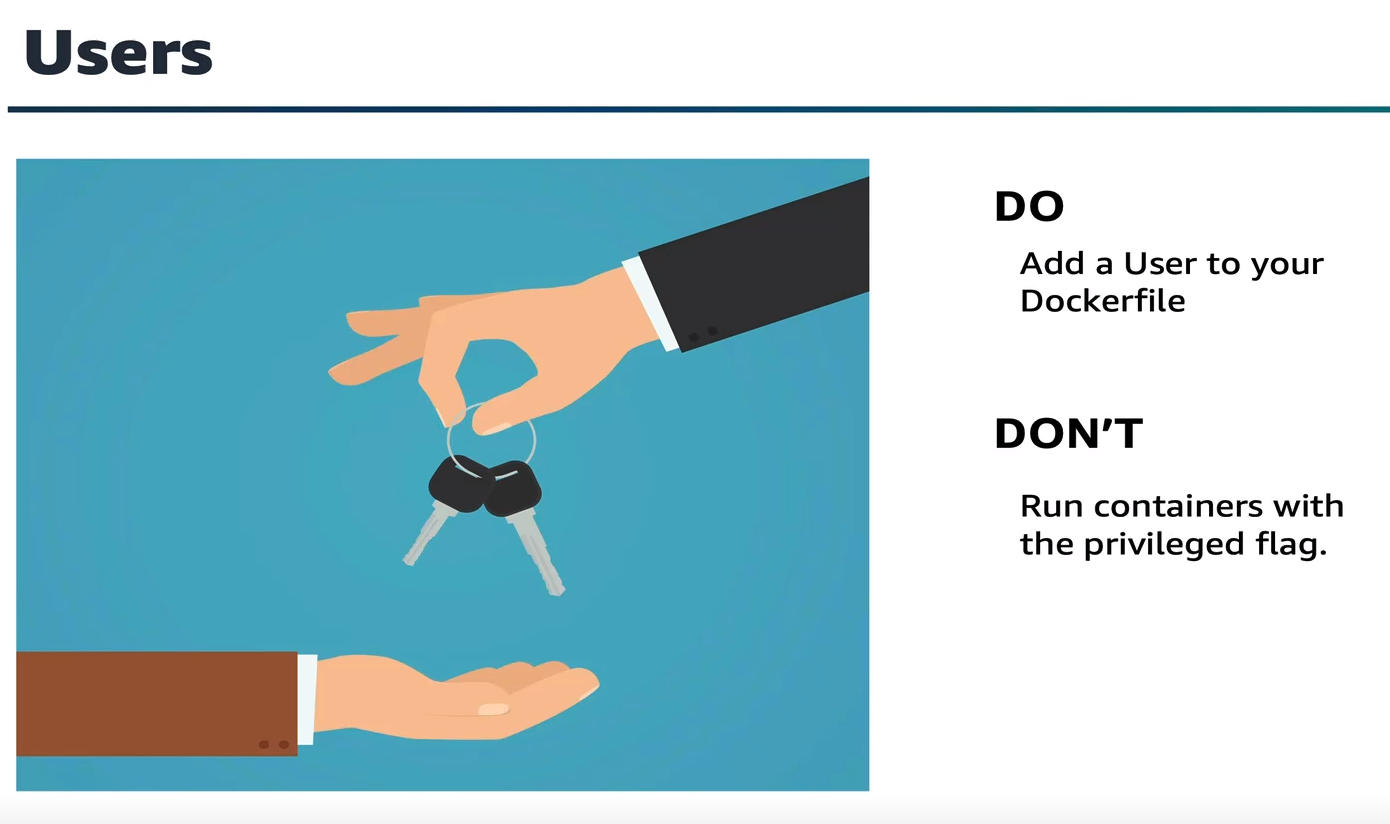 Users
DO
Add a User to your
Dockerfile
DON’T
Run containers with
the privileged flag.